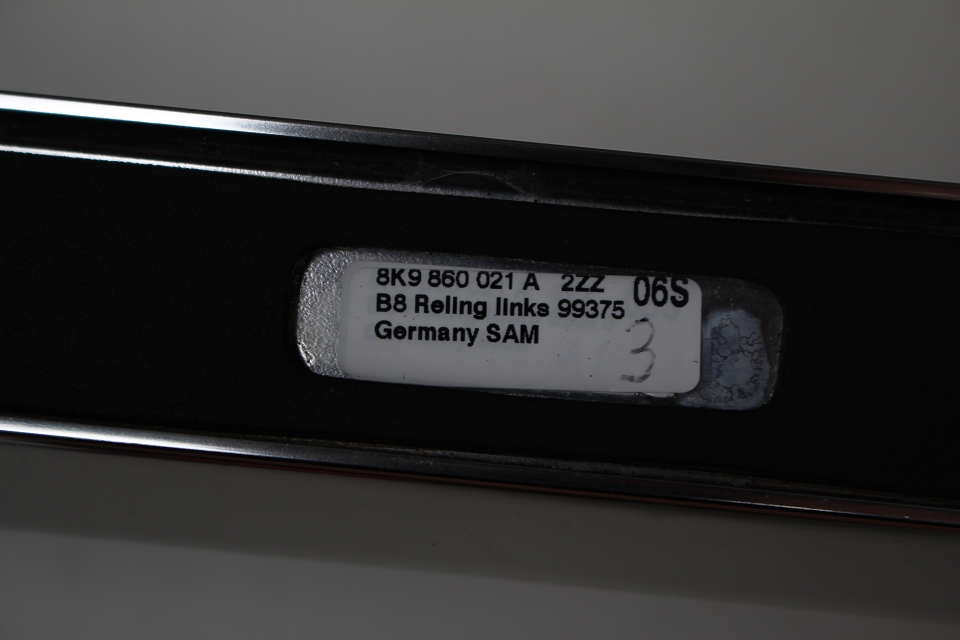 8K9 860 021 A 2ZZ 06S
B8 Reling links 99375
Germany SAM
3